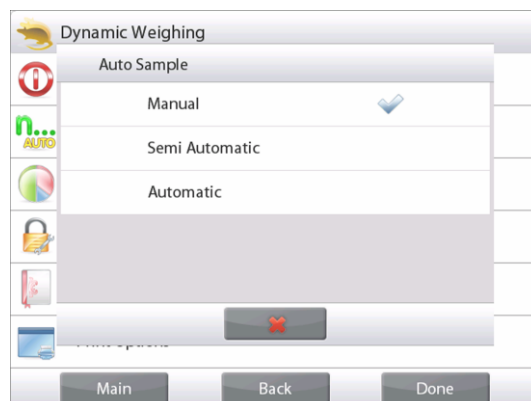 Dynamic Weighing
Auto Sample
Manual
n...
AUTO
Semi Automatic
Automatic
Main
Back
Done